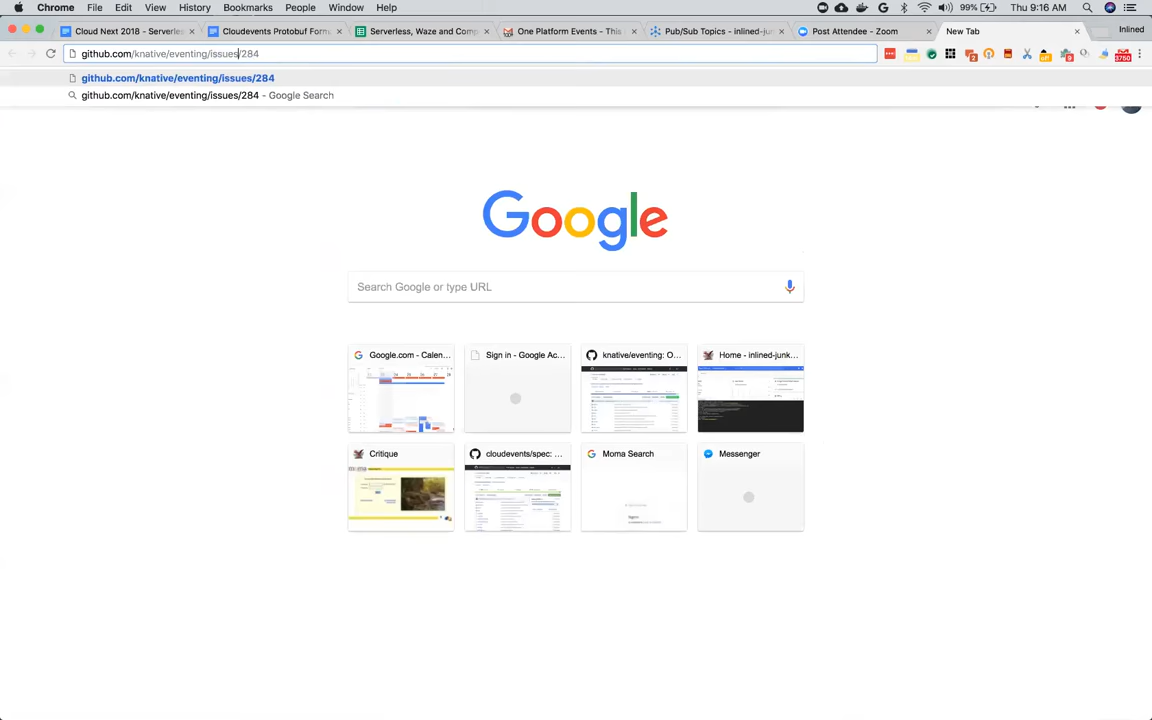 Chrome File Edit View History Bookmarks People Window Help 99% Thu 9:16 AM
Cloud Next 2018 - Serverles Cloudevents Protobuf Form Serverless, Waze and Comp One Platform Events - This Pub/Sub Topics - inlined-jun Post Attendee - Zoom New Tab Inlined
github.com/knative/eventing/issues/284
github.com/knative/eventing/issues/284
github.com/knative/eventing/issues/284 - Google Search
Google
Search Google or type URL
Google.com - Calen... Sign in - Google Ac... knative/eventing: O... Home - inlined-junk...
Critique cloudevents/spec: ... Moma Search Messenger